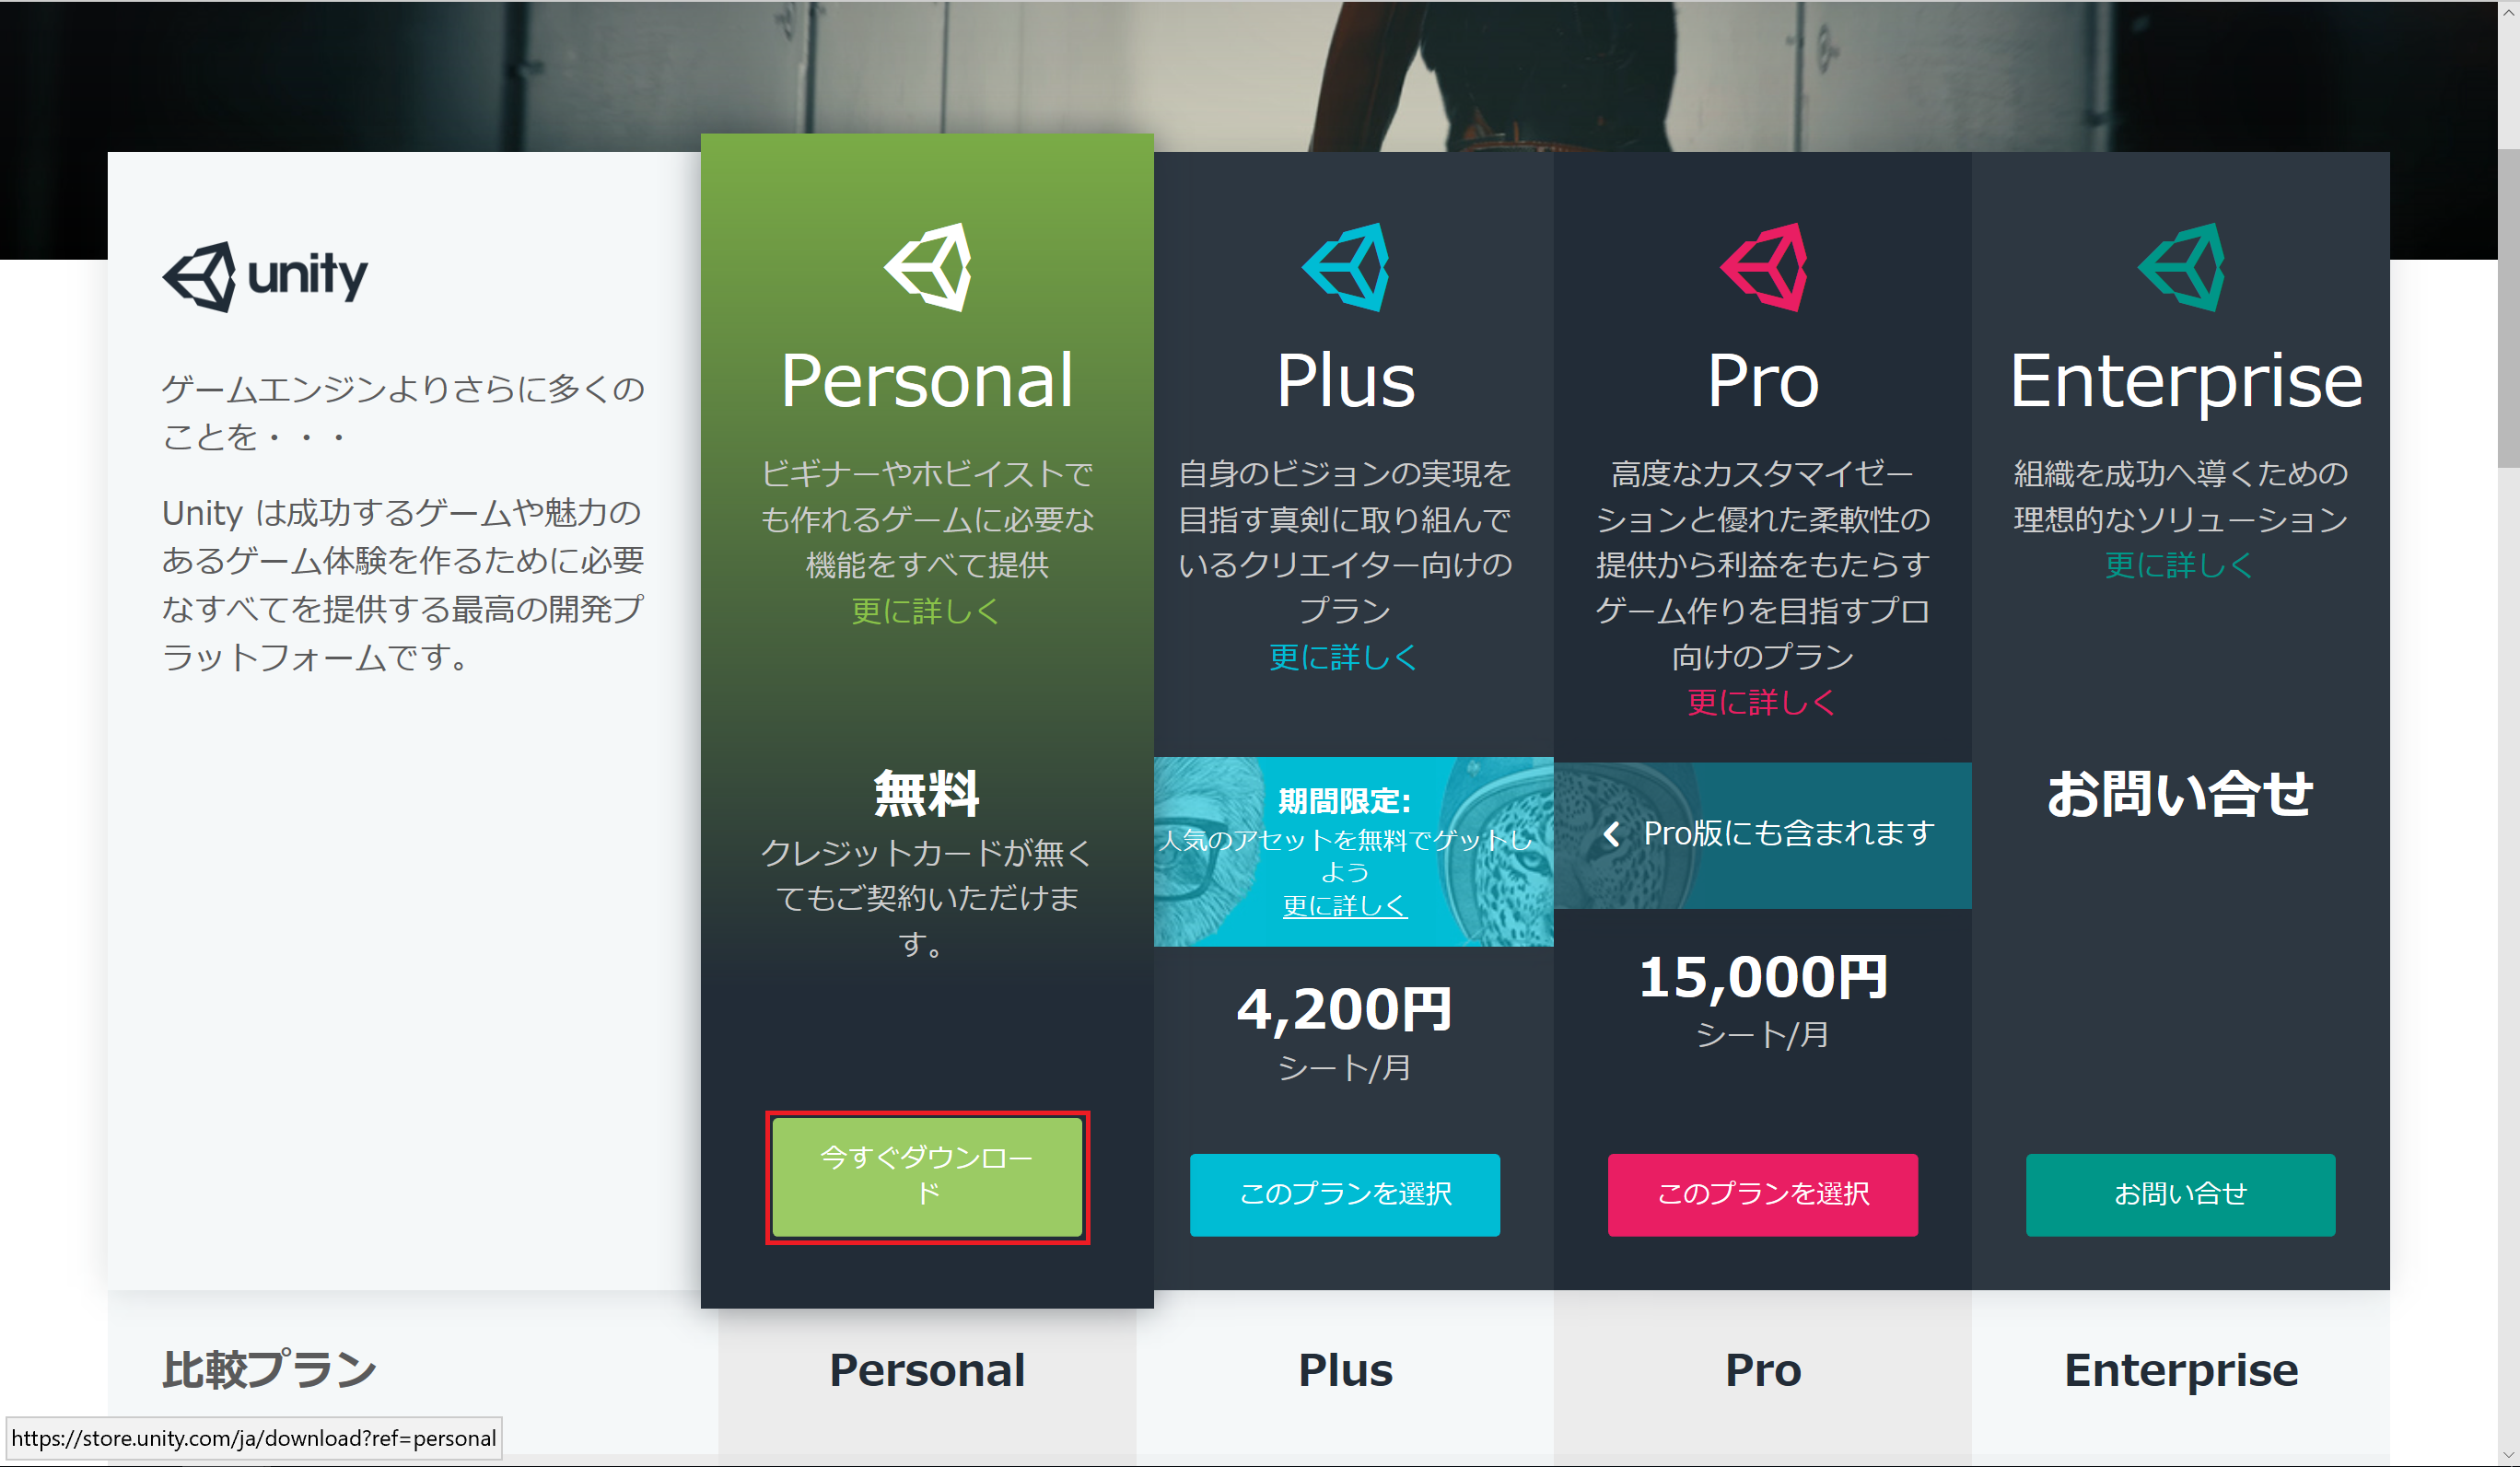 unity
ゲームエンジンよりさらに多くの
ことを・・・
Unity は成功するゲームや魅力の
あるゲーム体験を作るために必要
なすべてを提供する最高の開発プ
ラットフォームです。
Personal
ビギナーやホビイストで
も作れるゲームに必要な
機能をすべて提供
更に詳しく
無料
クレジットカードが無く
てもご契約いただけま
す。
今すぐダウンロー
ド
Plus
自身のビジョンの実現を
目指す真剣に取り組んで
いるクリエイター向けの
プラン
更に詳しく
期間限定:
人気のアセットを無料でゲットし
よう
更に詳しく
4,200円
シート/月
このプランを選択
Pro
高度なカスタマイゼー
ションと優れた柔軟性の
提供から利益をもたらす
ゲーム作りを目指すプロ
向けのプラン
更に詳しく
Pro版にも含まれます
15,000円
シート/月
このプランを選択
Enterprise
組織を成功へ導くための
理想的なソリューション
更に詳しく
お問い合せ
お問い合せ
比較プラン
Personal
Plus
Pro
Enterprise
https://store.unity.com/ja/download?ref=personal